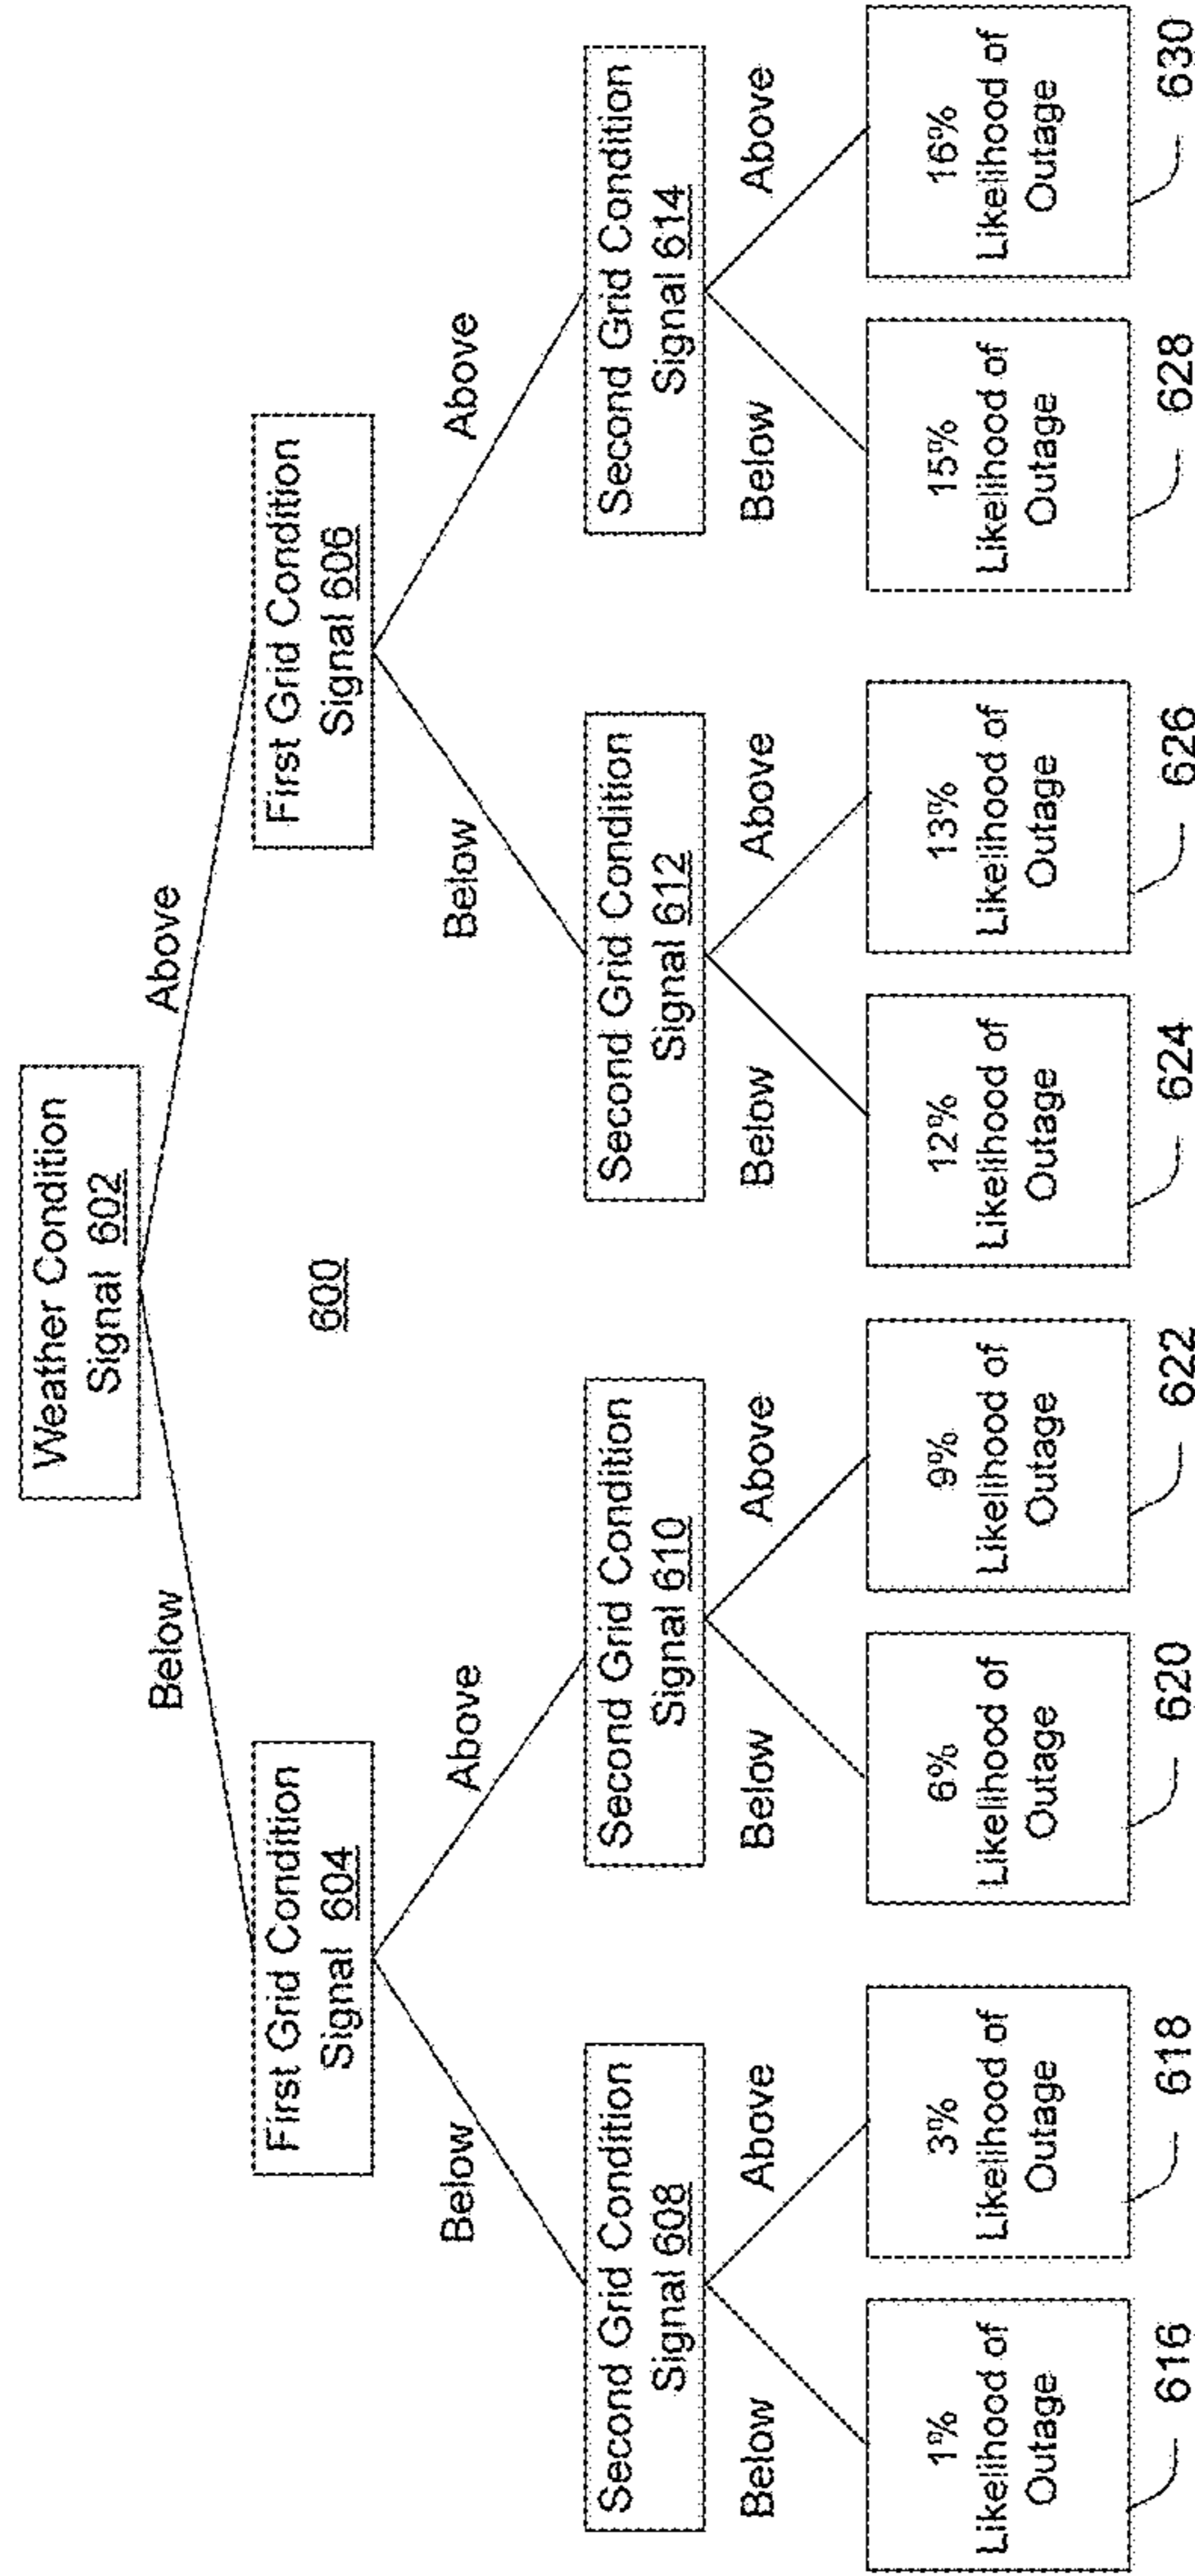 Weather Condition
Signal 602
Below
Above
First Grid Condition
Signal 604
600
First Grid Condition
Signal 606
Below
Above
Below
Above
Second Grid Condition
Signal 608
Second Grid Condition
Signal 610
Second Grid Condition
Signal 612
Second Grid Condition
Signal 614
Below
Above
Below
Above
Below
Above
Below
Above
1%
Likelihood of
Outage
3%
Likelihood of
Outage
6%
Likelihood of
Outage
9%
Likelihood of
Outage
12%
Likelihood of
Outage
13%
Likelihood of
Outage
15%
Likelihood of
Outage
16%
Likelihood of
Outage
616
618
620
622
624
626
628
630